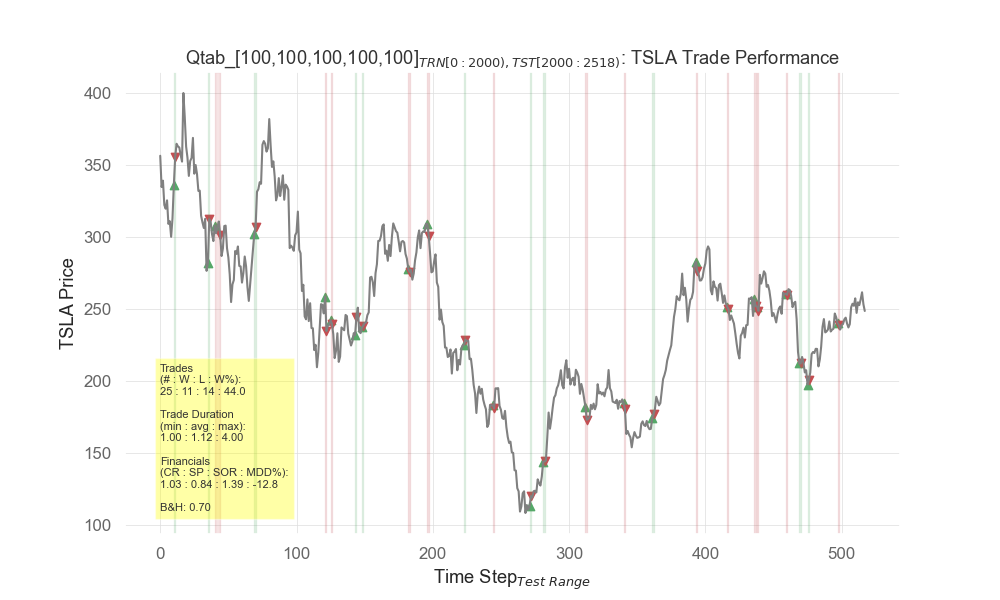 Qtab_[100,100,100,100,100]TRN[0 : 2000), TST[2000 : 2518) : TSLA Trade Performance
400
350
300
250
200
150
100
TSLA Price
Trades
(# : W : L : W%):
25 : 11 : 14 : 44.0
Trade Duration
(min : avg : max):
1.00 : 1.12 : 4.00
Financials
(CR : SP : SOR : MDD%):
1.03 : 0.84 : 1.39 : -12.8
B&H: 0.70
0 100 200 300 400 500
Time Step Test Range